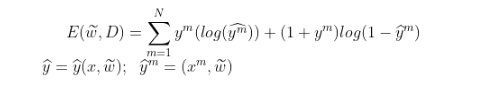 E(w̃, D) = ∑_{m=1}^{N} y^m(log(ŷ^m)) + (1 + y^m)log(1 − ŷ^m)
ŷ = ŷ(x, w̃); ŷ^m = (x^m, w̃)